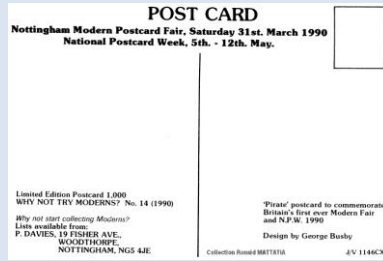 POST CARD
Nottingham Modern Postcard Fair, Saturday 31st. March 1990
National Postcard Week, 5th. - 12th. May.
Limited Edition Postcard 1,000
WHY NOT TRY MODERNS? No. 14 (1990)
Why not start collecting Moderns?
Lists available from:
P. DAVIES, 19 FISHER AVE.,
WOODTHORPE,
NOTTINGHAM, NG5 4JE
'Pirate' postcard to commemorate
Britain's first ever Modern Fair
and N.P.W. 1990
Design by George Busby
Collection Ronald MATTATIA
J/V 1146CX